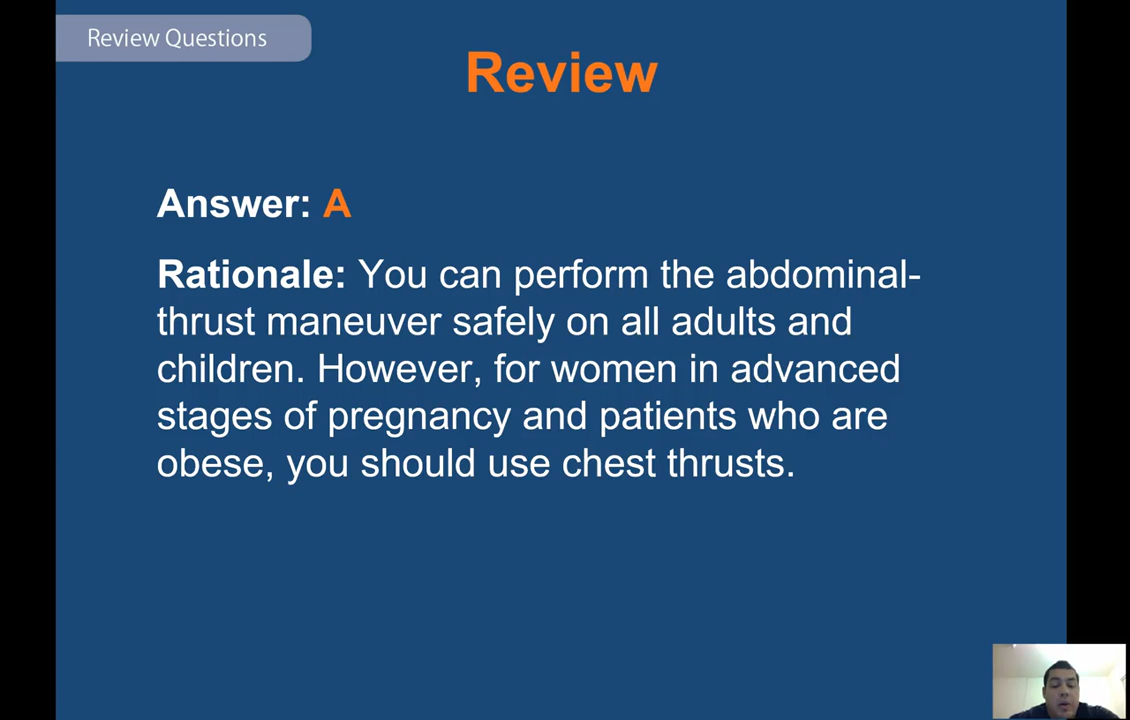 Review Questions
Review
Answer: A
Rationale: You can perform the abdominal-
thrust maneuver safely on all adults and
children. However, for women in advanced
stages of pregnancy and patients who are
obese, you should use chest thrusts.